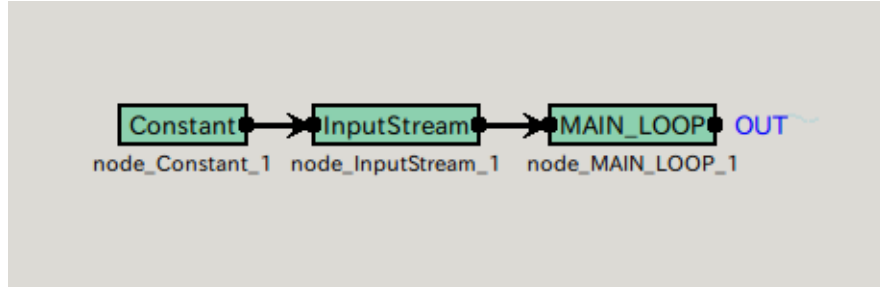 Constant InputStream MAIN_LOOP OUT
node_Constant_1 node_InputStream_1 node_MAIN_LOOP_1